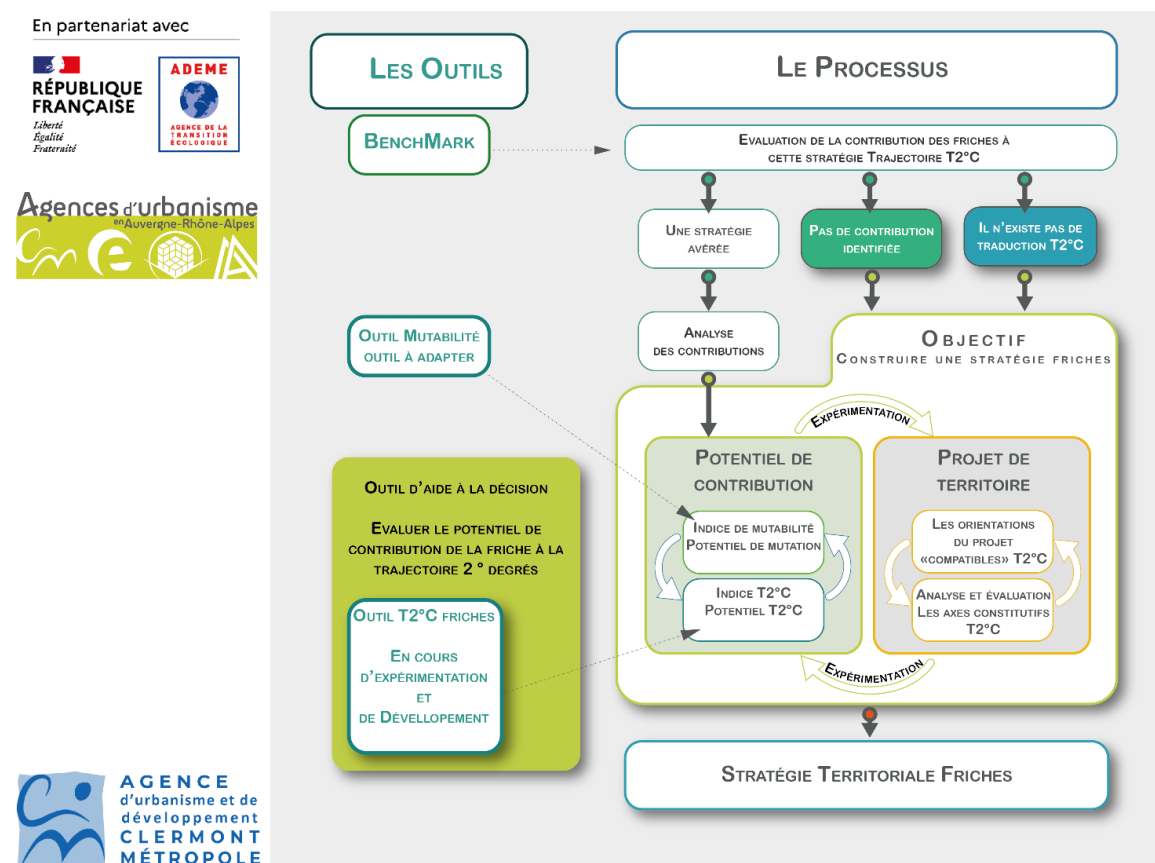 En partenariat avec
RÉPUBLIQUE
FRANÇAISE
Liberté
Égalité
Fraternité
ADEME
AGENCE DE LA
TRANSITION
ÉCOLOGIQUE
Agences d'urbanisme
en Auvergne-Rhône-Alpes
AGENCE
d'urbanisme et de
développement
CLERMONT
MÉTROPOLE
LES OUTILS
LE PROCESSUS
BENCHMARK
EVALUATION DE LA CONTRIBUTION DES FRICHES À
CETTE STRATÉGIE TRAJECTOIRE T2°C
UNE STRATÉGIE
AVÉRÉE
PAS DE CONTRIBUTION
IDENTIFIÉE
IL N'EXISTE PAS DE
TRADUCTION T2°C
OUTIL MUTABILITÉ
OUTIL À ADAPTER
ANALYSE
DES CONTRIBUTIONS
OBJECTIF
CONSTRUIRE UNE STRATÉGIE FRICHES
EXPÉRIMENTATION
POTENTIEL DE
CONTRIBUTION
INDICE DE MUTABILITÉ
POTENTIEL DE MUTATION
INDICE T2°C
POTENTIEL T2°C
PROJET DE
TERRITOIRE
LES ORIENTATIONS
DU PROJET
«COMPATIBLES» T2°C
ANALYSE ET ÉVALUATION
LES AXES CONSTITUTIFS
T2°C
EXPÉRIMENTATION
OUTIL D'AIDE À LA DÉCISION
EVALUER LE POTENTIEL DE
CONTRIBUTION DE LA FRICHE À LA
TRAJECTOIRE 2 ° DEGRÉS
OUTIL T2°C FRICHES
EN COURS
D'EXPÉRIMENTATION
ET
DE DÉVELLOPEMENT
STRATÉGIE TERRITORIALE FRICHES